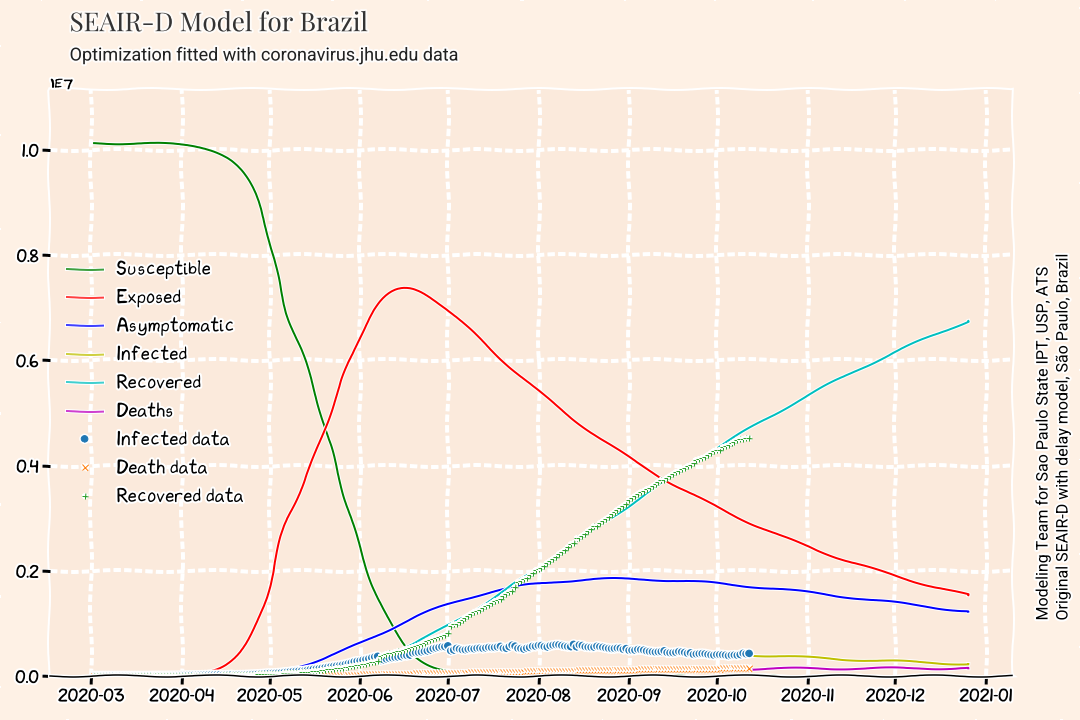 SEAIR-D Model for Brazil
Optimization fitted with coronavirus.jhu.edu data
1E7
1.0
0.8
0.6
0.4
0.2
0.0
Susceptible
Exposed
Asymptomatic
Infected
Recovered
Deaths
Infected data
Death data
Recovered data
2020-03 2020-04 2020-05 2020-06 2020-07 2020-08 2020-09 2020-10 2020-11 2020-12 2021-01
Modeling Team for Sao Paulo State IPT, USP, ATS
Original SEAIR-D with delay model, São Paulo, Brazil